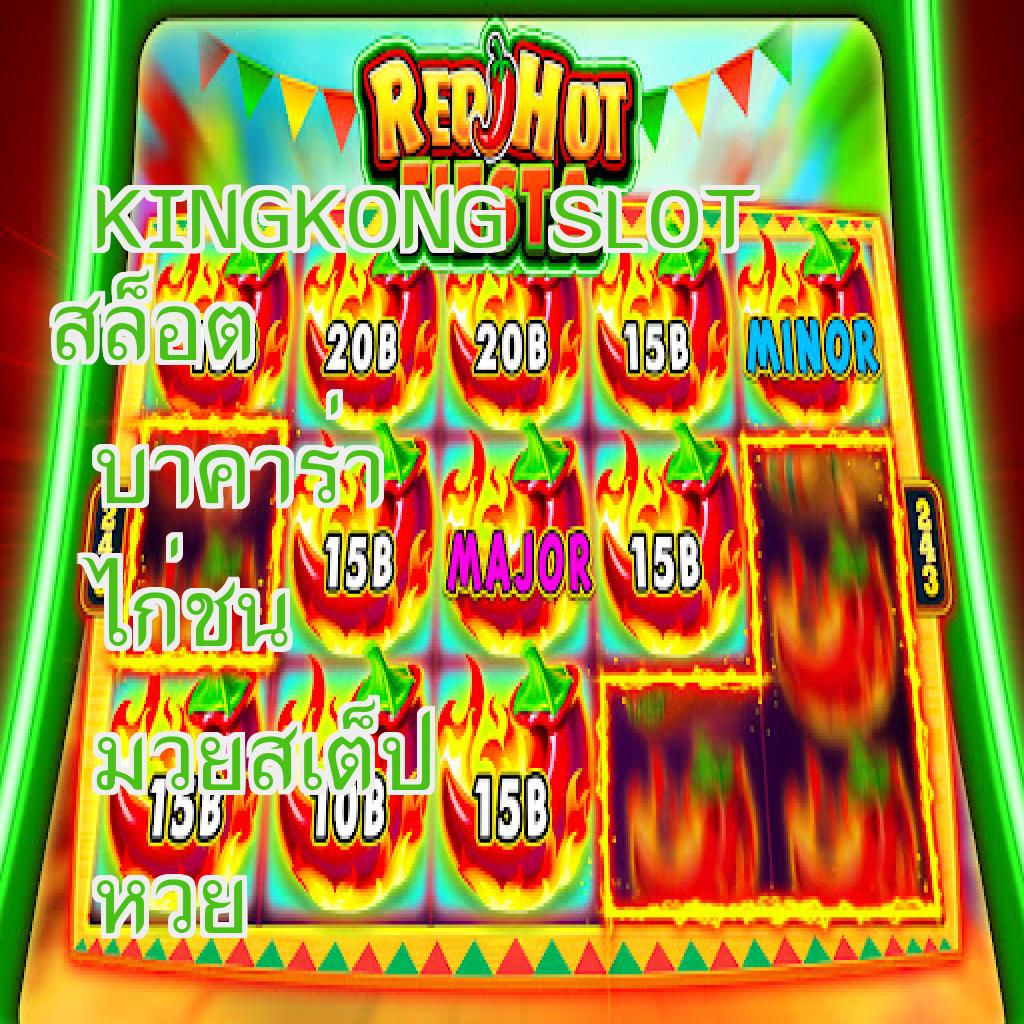 RED HOT
FIESTA
KINGKONG SLOT
สล็อต
20B 20B 15B MINOR
บาคาร่า
15B MAJOR 15B
ไก่ชน
มวยสเต็ป
15B 10B 15B
หวย
243